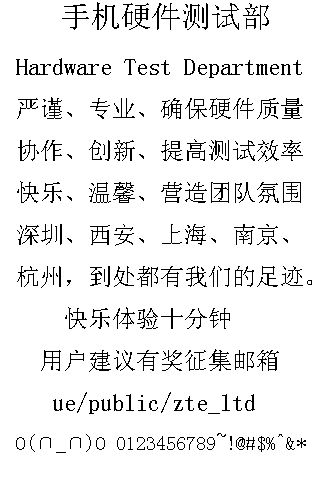 手机硬件测试部
Hardware Test Department
严谨、专业、确保硬件质量
协作、创新、提高测试效率
快乐、温馨、营造团队氛围
深圳、西安、上海、南京、
杭州，到处都有我们的足迹。
快乐体验十分钟
用户建议有奖征集邮箱
ue/public/zte_ltd
O(∩_∩)O 0123456789~!@#$%^&*